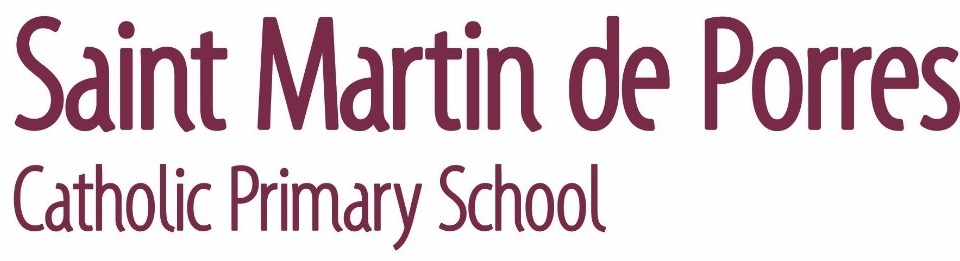 Saint Martin de Porres
Catholic Primary School